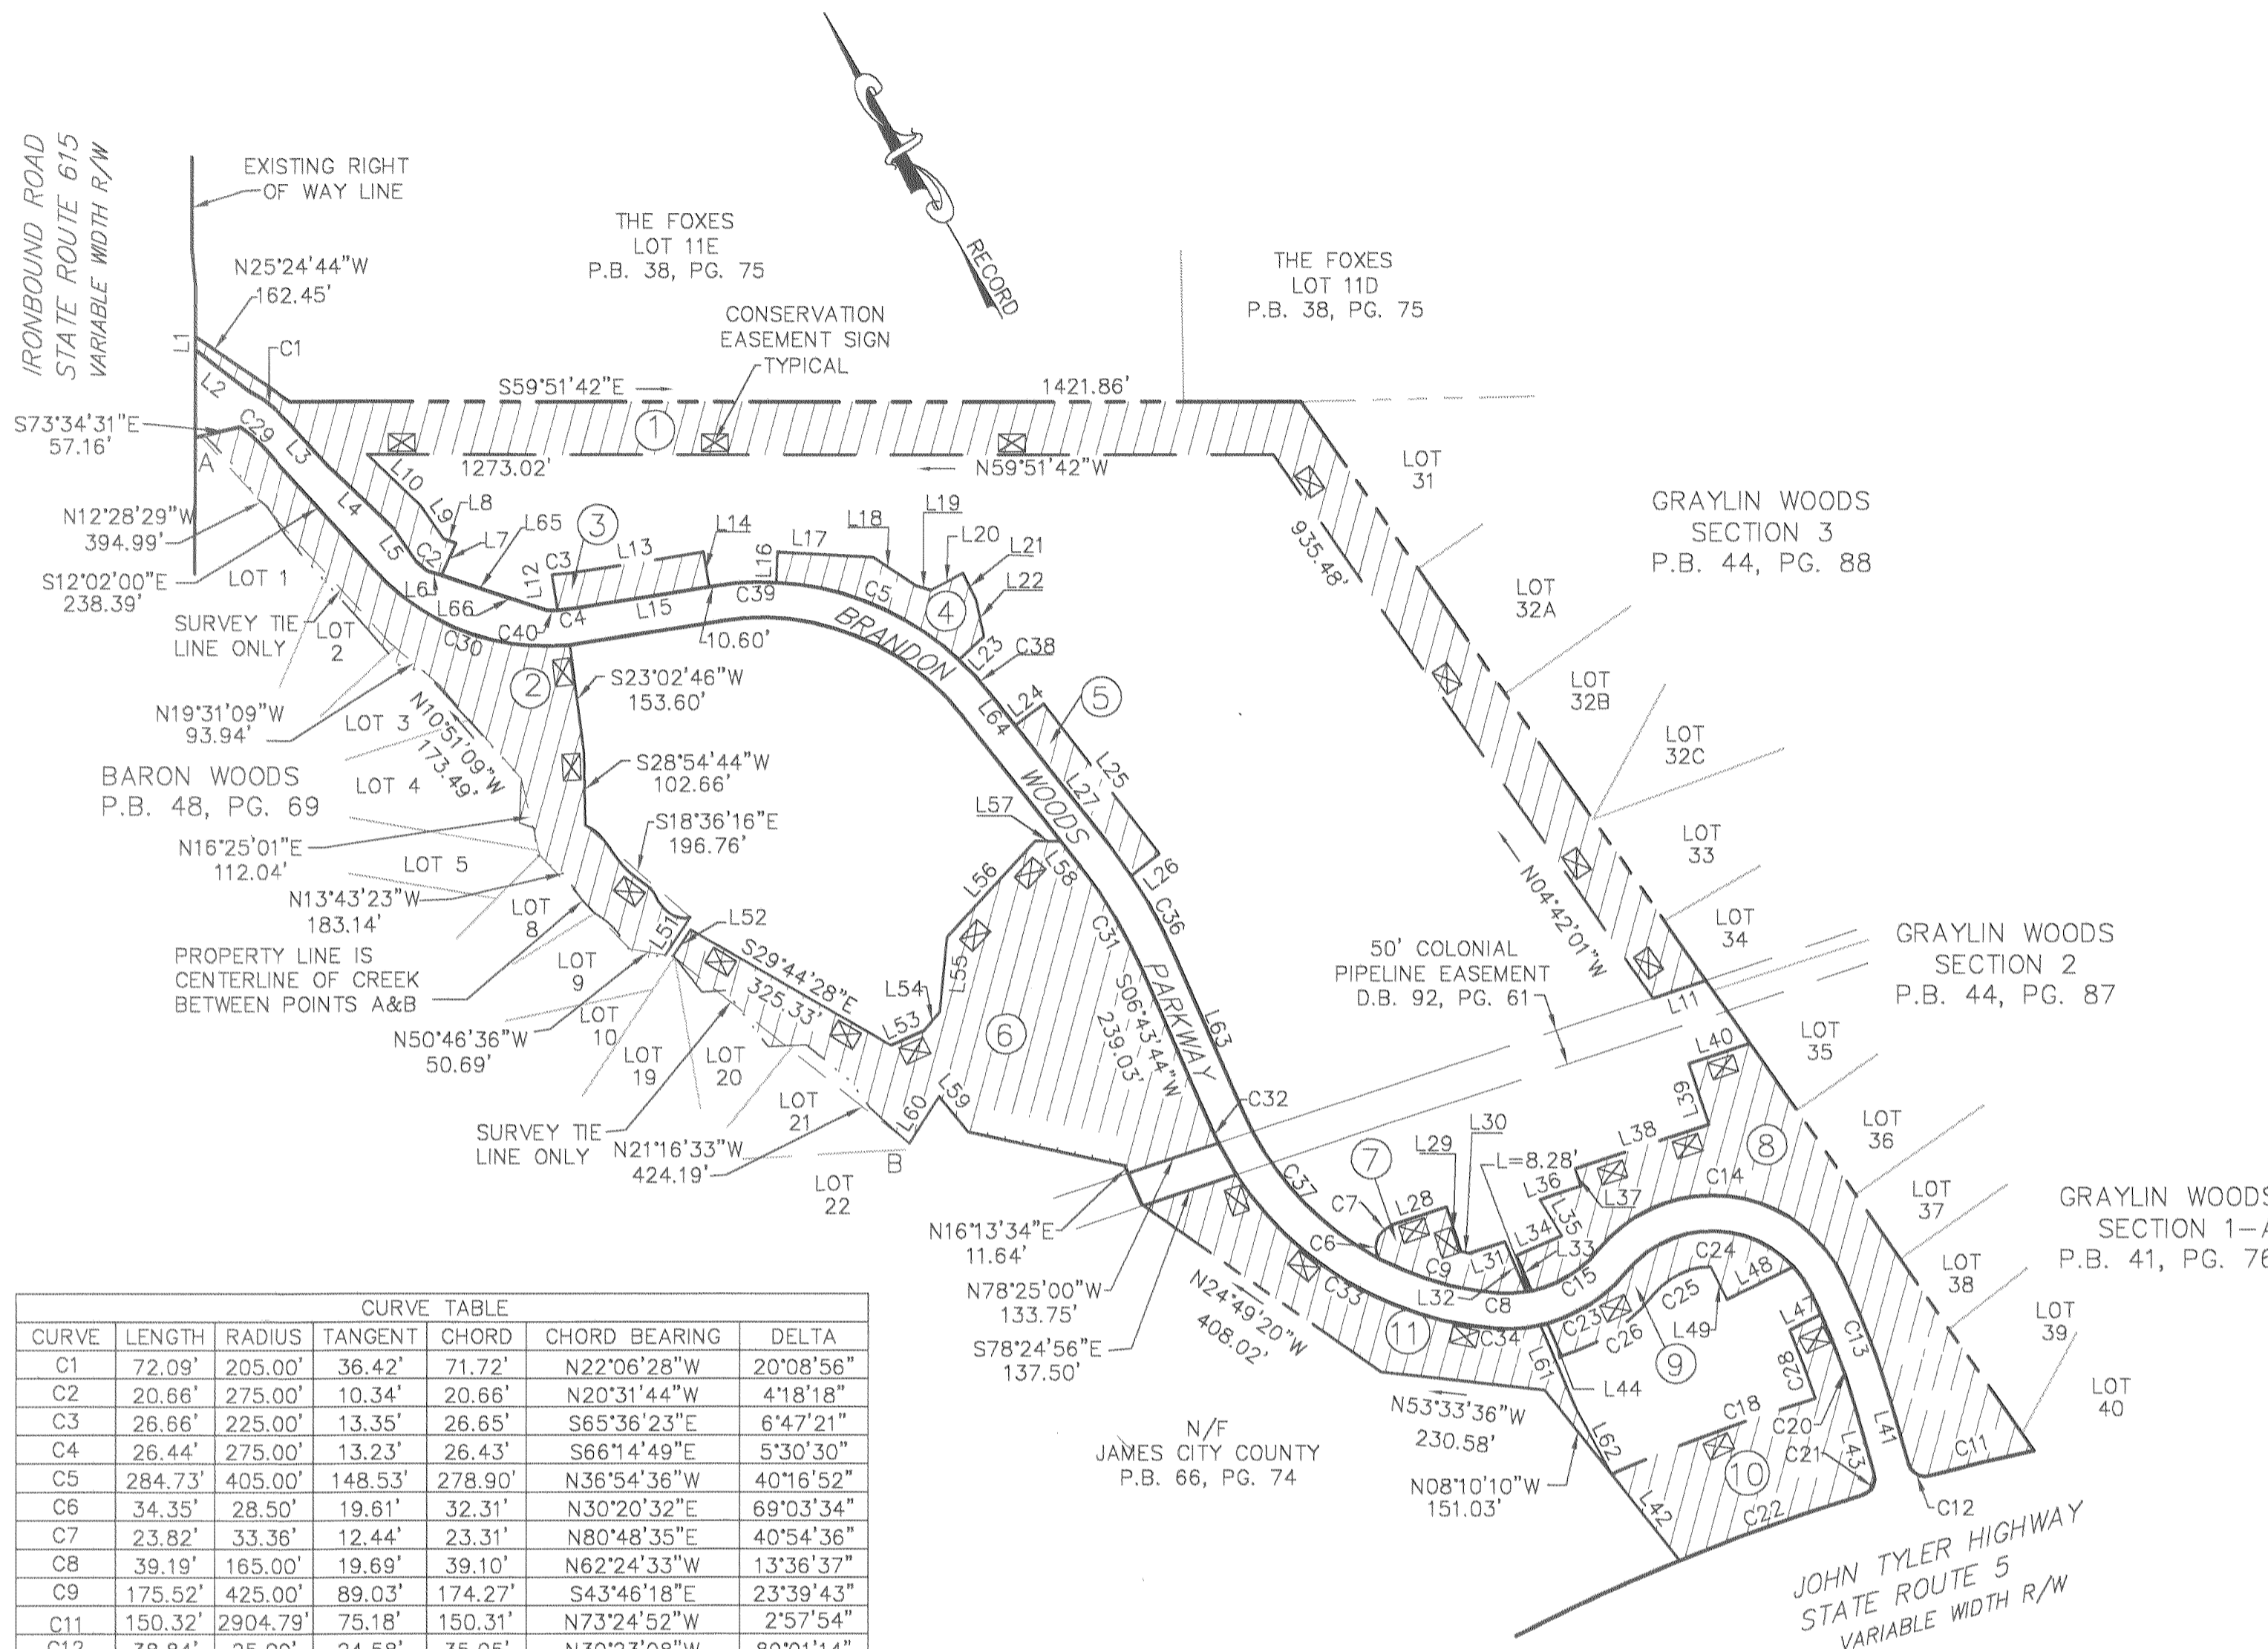 IRONBOUND ROAD
STATE ROUTE 615
VARIABLE WIDTH R/W
EXISTING RIGHT
OF WAY LINE
THE FOXES
LOT 11E
P.B. 38, PG. 75
RECORD
THE FOXES
LOT 11D
P.B. 38, PG. 75
N25°24'44"W
162.45'
CONSERVATION
EASEMENT SIGN
TYPICAL
L1
C1
L2
S59°51'42"E
1421.86'
1
S73°34'31"E
57.16'
A
C29
L3
L10
1273.02'
N59°51'42"W
LOT
31
GRAYLIN WOODS
SECTION 3
P.B. 44, PG. 88
N12°28'29"W
394.99'
L4
L9
L8
L7
L65
3
L14
L18
L19
L20
L21
L22
935.48'
S12°02'00"E
238.39'
LOT 1
L5
C2
L12
C3
L13
L16
L17
C5
4
LOT
32A
L6
L66
C40
C4
L15
C39
10.60'
SURVEY TIE
LINE ONLY
LOT
2
C30
BRANDON
WOODS
PARKWAY
L23
C38
2
S23°02'46"W
153.60'
L24
5
LOT
32B
N19°31'09"W
93.94'
LOT 3
N10°51'09"W
173.49'
L64
L25
L27
LOT
32C
BARON WOODS
P.B. 48, PG. 69
LOT 4
S28°54'44"W
102.66'
L57
S18°36'16"E
196.76'
N16°25'01"E
112.04'
LOT 5
L56
L58
L26
LOT
33
N13°43'23"W
183.14'
LOT
8
L51
L52
C31
C36
N04°42'01"W
LOT
34
PROPERTY LINE IS
CENTERLINE OF CREEK
BETWEEN POINTS A&B
LOT
9
S29°44'28"E
325.33'
L55
L54
50' COLONIAL
PIPELINE EASEMENT
D.B. 92, PG. 61
L11
GRAYLIN WOODS
SECTION 2
P.B. 44, PG. 87
N50°46'36"W
50.69'
LOT
10
LOT
19
LOT
20
L53
6
S06°43'44"W
239.03'
L63
L40
LOT
35
LOT
21
L60
L59
C32
L39
SURVEY TIE
LINE ONLY
N21°16'33"W
424.19'
B
LOT
22
L38
8
LOT
36
C37
7
L29
L30
L=8.28'
C7
L28
L36
L37
C14
LOT
37
GRAYLIN WOODS
SECTION 1-A
P.B. 41, PG. 76
N16°13'34"E
11.64'
C6
C9
L31
L34
L35
L33
C24
LOT
38
N78°25'00"W
133.75'
C33
L32
C8
C15
C25
L48
LOT
39
S78°24'56"E
137.50'
N24°49'20"W
408.02'
11
C34
C23
C26
L49
L47
C13
L61
9
C28
L44
LOT
40
N53°33'36"W
230.58'
C18
C20
L41
C11
N/F
JAMES CITY COUNTY
P.B. 66, PG. 74
L62
10
C21
L43
N08°10'10"W
151.03'
L42
C22
C12
JOHN TYLER HIGHWAY
STATE ROUTE 5
VARIABLE WIDTH R/W
CURVE TABLE
CURVE LENGTH RADIUS TANGENT CHORD CHORD BEARING DELTA
C1 72.09' 205.00' 36.42' 71.72' N22°06'28"W 20°08'56"
C2 20.66' 275.00' 10.34' 20.66' N20°31'44"W 4°18'18"
C3 26.66' 225.00' 13.35' 26.65' S65°36'23"E 6°47'21"
C4 26.44' 275.00' 13.23' 26.43' S66°14'49"E 5°30'30"
C5 284.73' 405.00' 148.53' 278.90' N36°54'36"W 40°16'52"
C6 34.35' 28.50' 19.61' 32.31' N30°20'32"E 69°03'34"
C7 23.82' 33.36' 12.44' 23.31' N80°48'35"E 40°54'36"
C8 39.19' 165.00' 19.69' 39.10' N62°24'33"W 13°36'37"
C9 175.52' 425.00' 89.03' 174.27' S43°46'18"E 23°39'43"
C11 150.32' 2904.79' 75.18' 150.31' N73°24'52"W 2°57'54"